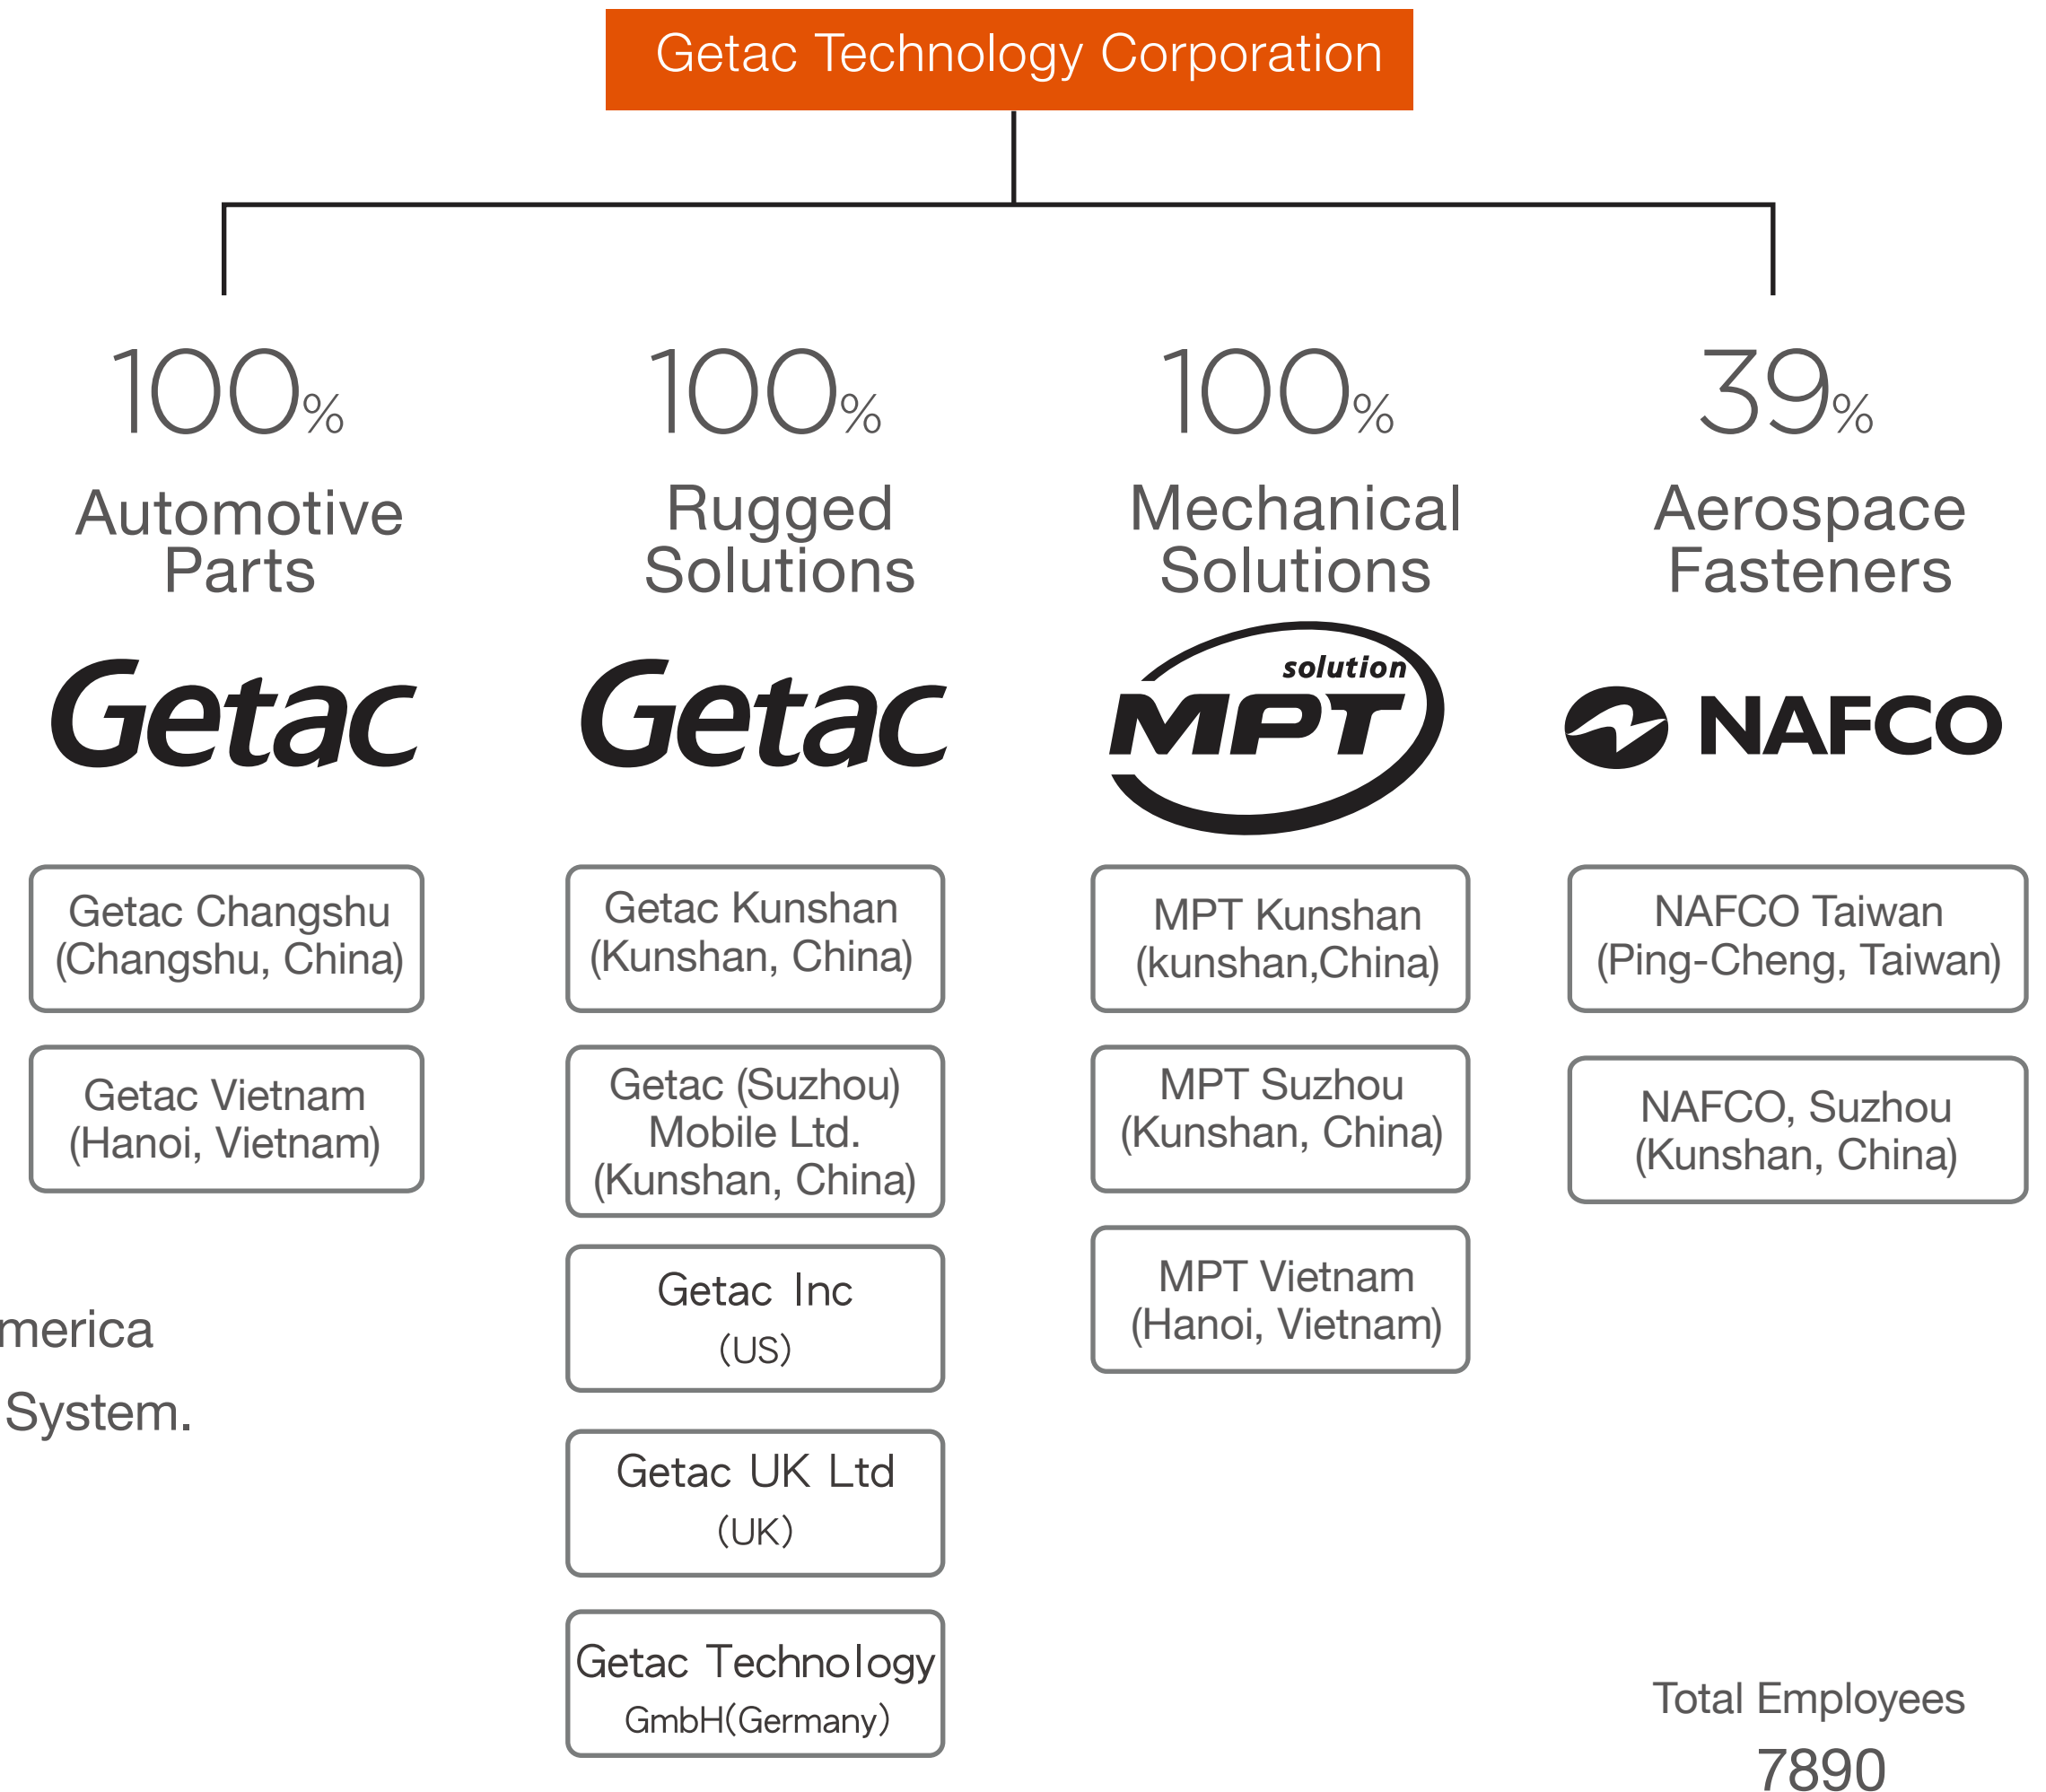 Getac Technology Corporation
100%
Automotive
Parts
Getac
Getac Changshu
(Changshu, China)
Getac Vietnam
(Hanoi, Vietnam)
100%
Rugged
Solutions
Getac
Getac Kunshan
(Kunshan, China)
Getac (Suzhou)
Mobile Ltd.
(Kunshan, China)
Getac Inc
(US)
Getac UK Ltd
(UK)
Getac Technology
GmbH(Germany)
100%
Mechanical
Solutions
solution
MPT
MPT Kunshan
(kunshan,China)
MPT Suzhou
(Kunshan, China)
MPT Vietnam
(Hanoi, Vietnam)
39%
Aerospace
Fasteners
NAFCO
NAFCO Taiwan
(Ping-Cheng, Taiwan)
NAFCO, Suzhou
(Kunshan, China)
merica
System.
Total Employees
7890